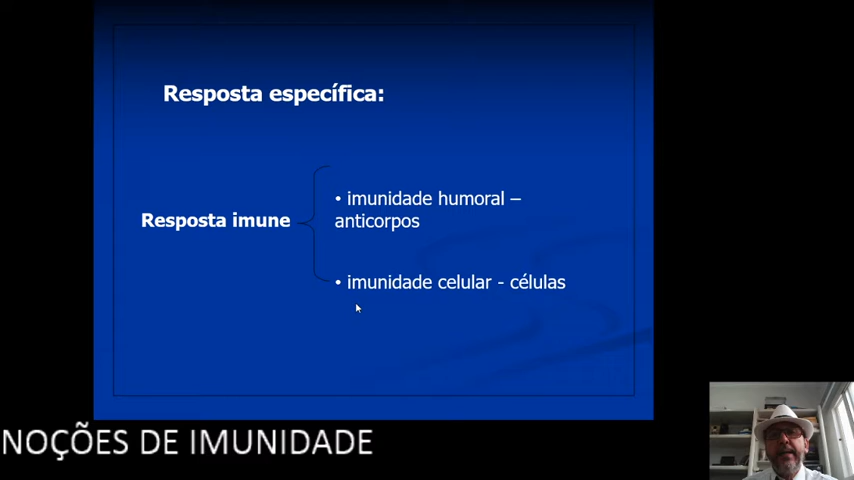 Resposta específica:
Resposta imune
• imunidade humoral –
anticorpos
• imunidade celular - células
NOÇÕES DE IMUNIDADE